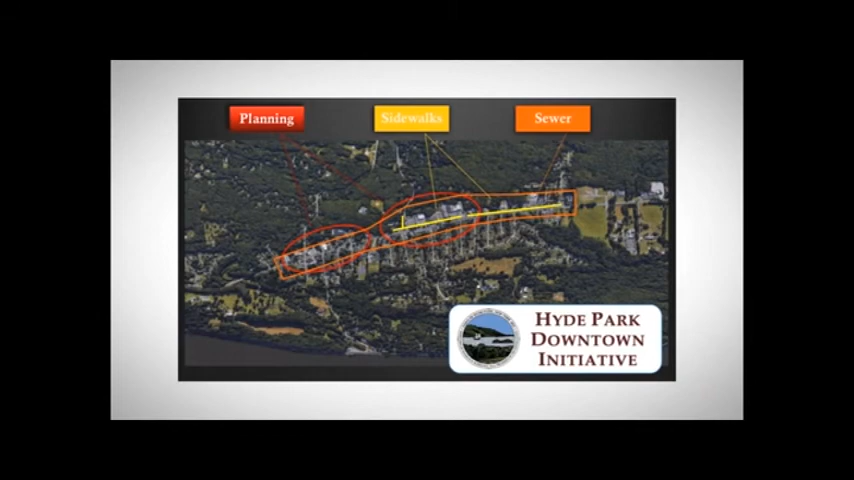 Planning
Sidewalks
Sewer
HYDE PARK
DOWNTOWN
INITIATIVE